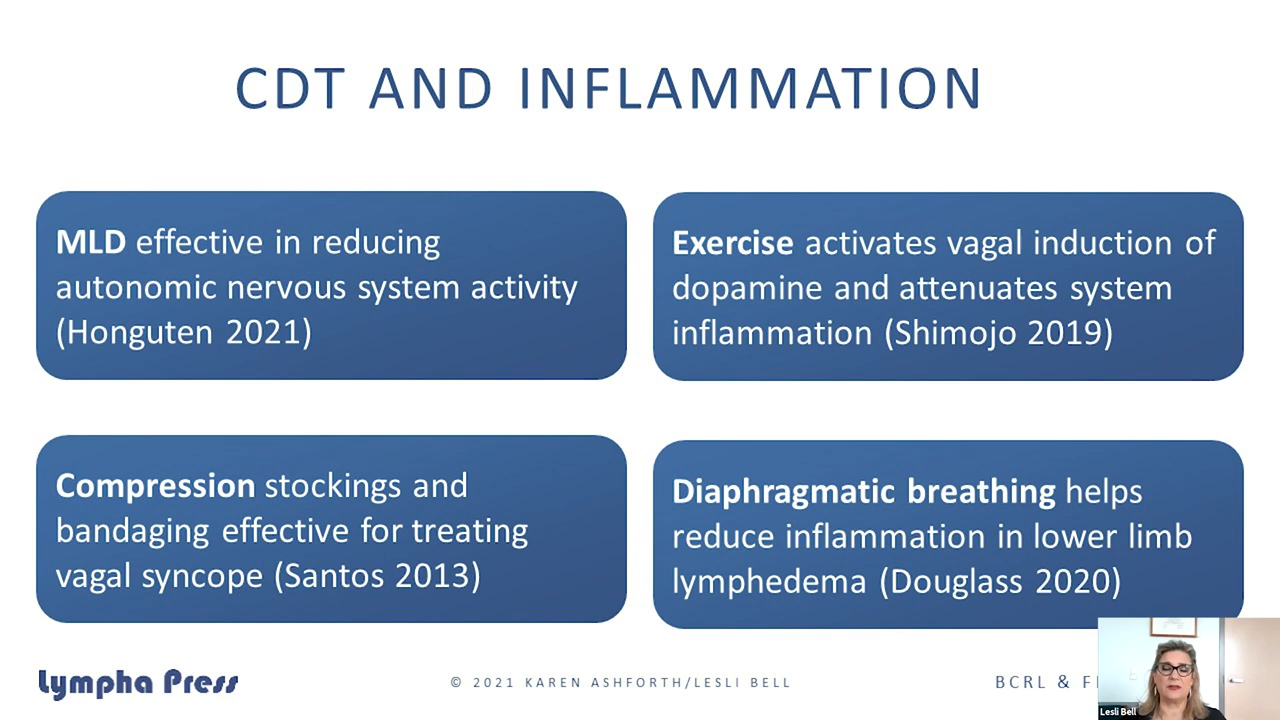 CDT AND INFLAMMATION
MLD effective in reducing
autonomic nervous system activity
(Honguten 2021)
Exercise activates vagal induction of
dopamine and attenuates system
inflammation (Shimojo 2019)
Compression stockings and
bandaging effective for treating
vagal syncope (Santos 2013)
Diaphragmatic breathing helps
reduce inflammation in lower limb
lymphedema (Douglass 2020)
Lympha Press
© 2021 KAREN ASHFORTH/LESLI BELL
BCRL &
Lesli Bell